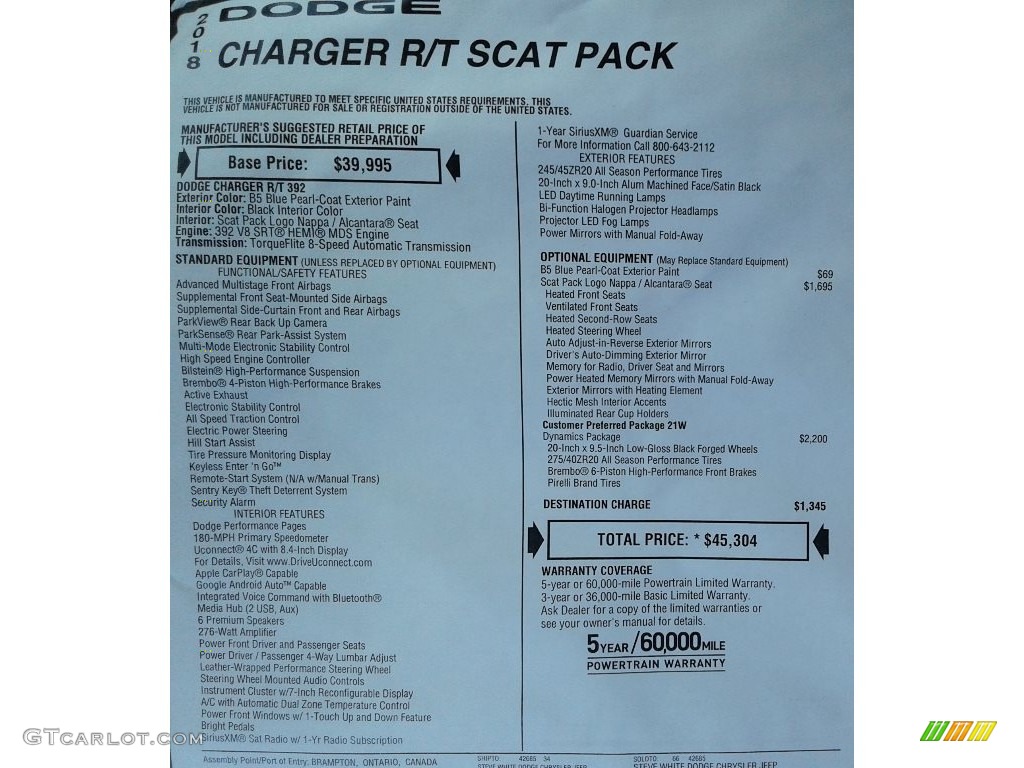 DODGE
2018
CHARGER R/T SCAT PACK
THIS VEHICLE IS MANUFACTURED TO MEET SPECIFIC UNITED STATES REQUIREMENTS. THIS
VEHICLE IS NOT MANUFACTURED FOR SALE OR REGISTRATION OUTSIDE OF THE UNITED STATES.
MANUFACTURER'S SUGGESTED RETAIL PRICE OF
THIS MODEL INCLUDING DEALER PREPARATION
Base Price: $39,995
DODGE CHARGER R/T 392
Exterior Color: B5 Blue Pearl-Coat Exterior Paint
Interior Color: Black Interior Color
Interior: Scat Pack Logo Nappa / Alcantara® Seat
Engine: 392 V8 SRT® HEMI® MDS Engine
Transmission: TorqueFlite 8-Speed Automatic Transmission
STANDARD EQUIPMENT (UNLESS REPLACED BY OPTIONAL EQUIPMENT)
FUNCTIONAL/SAFETY FEATURES
Advanced Multistage Front Airbags
Supplemental Front Seat-Mounted Side Airbags
Supplemental Side-Curtain Front and Rear Airbags
ParkView® Rear Back Up Camera
ParkSense® Rear Park-Assist System
Multi-Mode Electronic Stability Control
High Speed Engine Controller
Bilstein® High-Performance Suspension
Brembo® 4-Piston High-Performance Brakes
Active Exhaust
Electronic Stability Control
All Speed Traction Control
Electric Power Steering
Hill Start Assist
Tire Pressure Monitoring Display
Keyless Enter 'n Go™
Remote-Start System (N/A w/Manual Trans)
Sentry Key® Theft Deterrent System
Security Alarm
INTERIOR FEATURES
Dodge Performance Pages
180-MPH Primary Speedometer
Uconnect® 4C with 8.4-Inch Display
For Details, Visit www.DriveUconnect.com
Apple CarPlay® Capable
Google Android Auto™ Capable
Integrated Voice Command with Bluetooth®
Media Hub (2 USB, Aux)
6 Premium Speakers
276-Watt Amplifier
Power Front Driver and Passenger Seats
Power Driver / Passenger 4-Way Lumbar Adjust
Leather-Wrapped Performance Steering Wheel
Steering Wheel Mounted Audio Controls
Instrument Cluster w/7-Inch Reconfigurable Display
A/C with Automatic Dual Zone Temperature Control
Power Front Windows w/ 1-Touch Up and Down Feature
Bright Pedals
SiriusXM® Sat Radio w/ 1-Yr Radio Subscription
1-Year SiriusXM® Guardian Service
For More Information Call 800-643-2112
EXTERIOR FEATURES
245/45ZR20 All Season Performance Tires
20-Inch x 9.0-Inch Alum Machined Face/Satin Black
LED Daytime Running Lamps
Bi-Function Halogen Projector Headlamps
Projector LED Fog Lamps
Power Mirrors with Manual Fold-Away
OPTIONAL EQUIPMENT (May Replace Standard Equipment)
B5 Blue Pearl-Coat Exterior Paint $69
Scat Pack Logo Nappa / Alcantara® Seat $1,695
Heated Front Seats
Ventilated Front Seats
Heated Second-Row Seats
Heated Steering Wheel
Auto Adjust-in-Reverse Exterior Mirrors
Driver's Auto-Dimming Exterior Mirror
Memory for Radio, Driver Seat and Mirrors
Power Heated Memory Mirrors with Manual Fold-Away
Exterior Mirrors with Heating Element
Hectic Mesh Interior Accents
Illuminated Rear Cup Holders
Customer Preferred Package 21W
Dynamics Package $2,200
20-Inch x 9.5-Inch Low-Gloss Black Forged Wheels
275/40ZR20 All Season Performance Tires
Brembo® 6-Piston High-Performance Front Brakes
Pirelli Brand Tires
DESTINATION CHARGE $1,345
TOTAL PRICE: * $45,304
WARRANTY COVERAGE
5-year or 60,000-mile Powertrain Limited Warranty.
3-year or 36,000-mile Basic Limited Warranty.
Ask Dealer for a copy of the limited warranties or
see your owner's manual for details.
5 YEAR/60,000 MILE
POWERTRAIN WARRANTY
Assembly Point/Port of Entry: BRAMPTON, ONTARIO, CANADA
SHIPTO: 42685 34
STEVE WHITE DODGE CHRYSLER JEEP
SOLDTO: 66 42685
STEVE WHITE DODGE CHRYSLER JEEP
GTCarlot.com